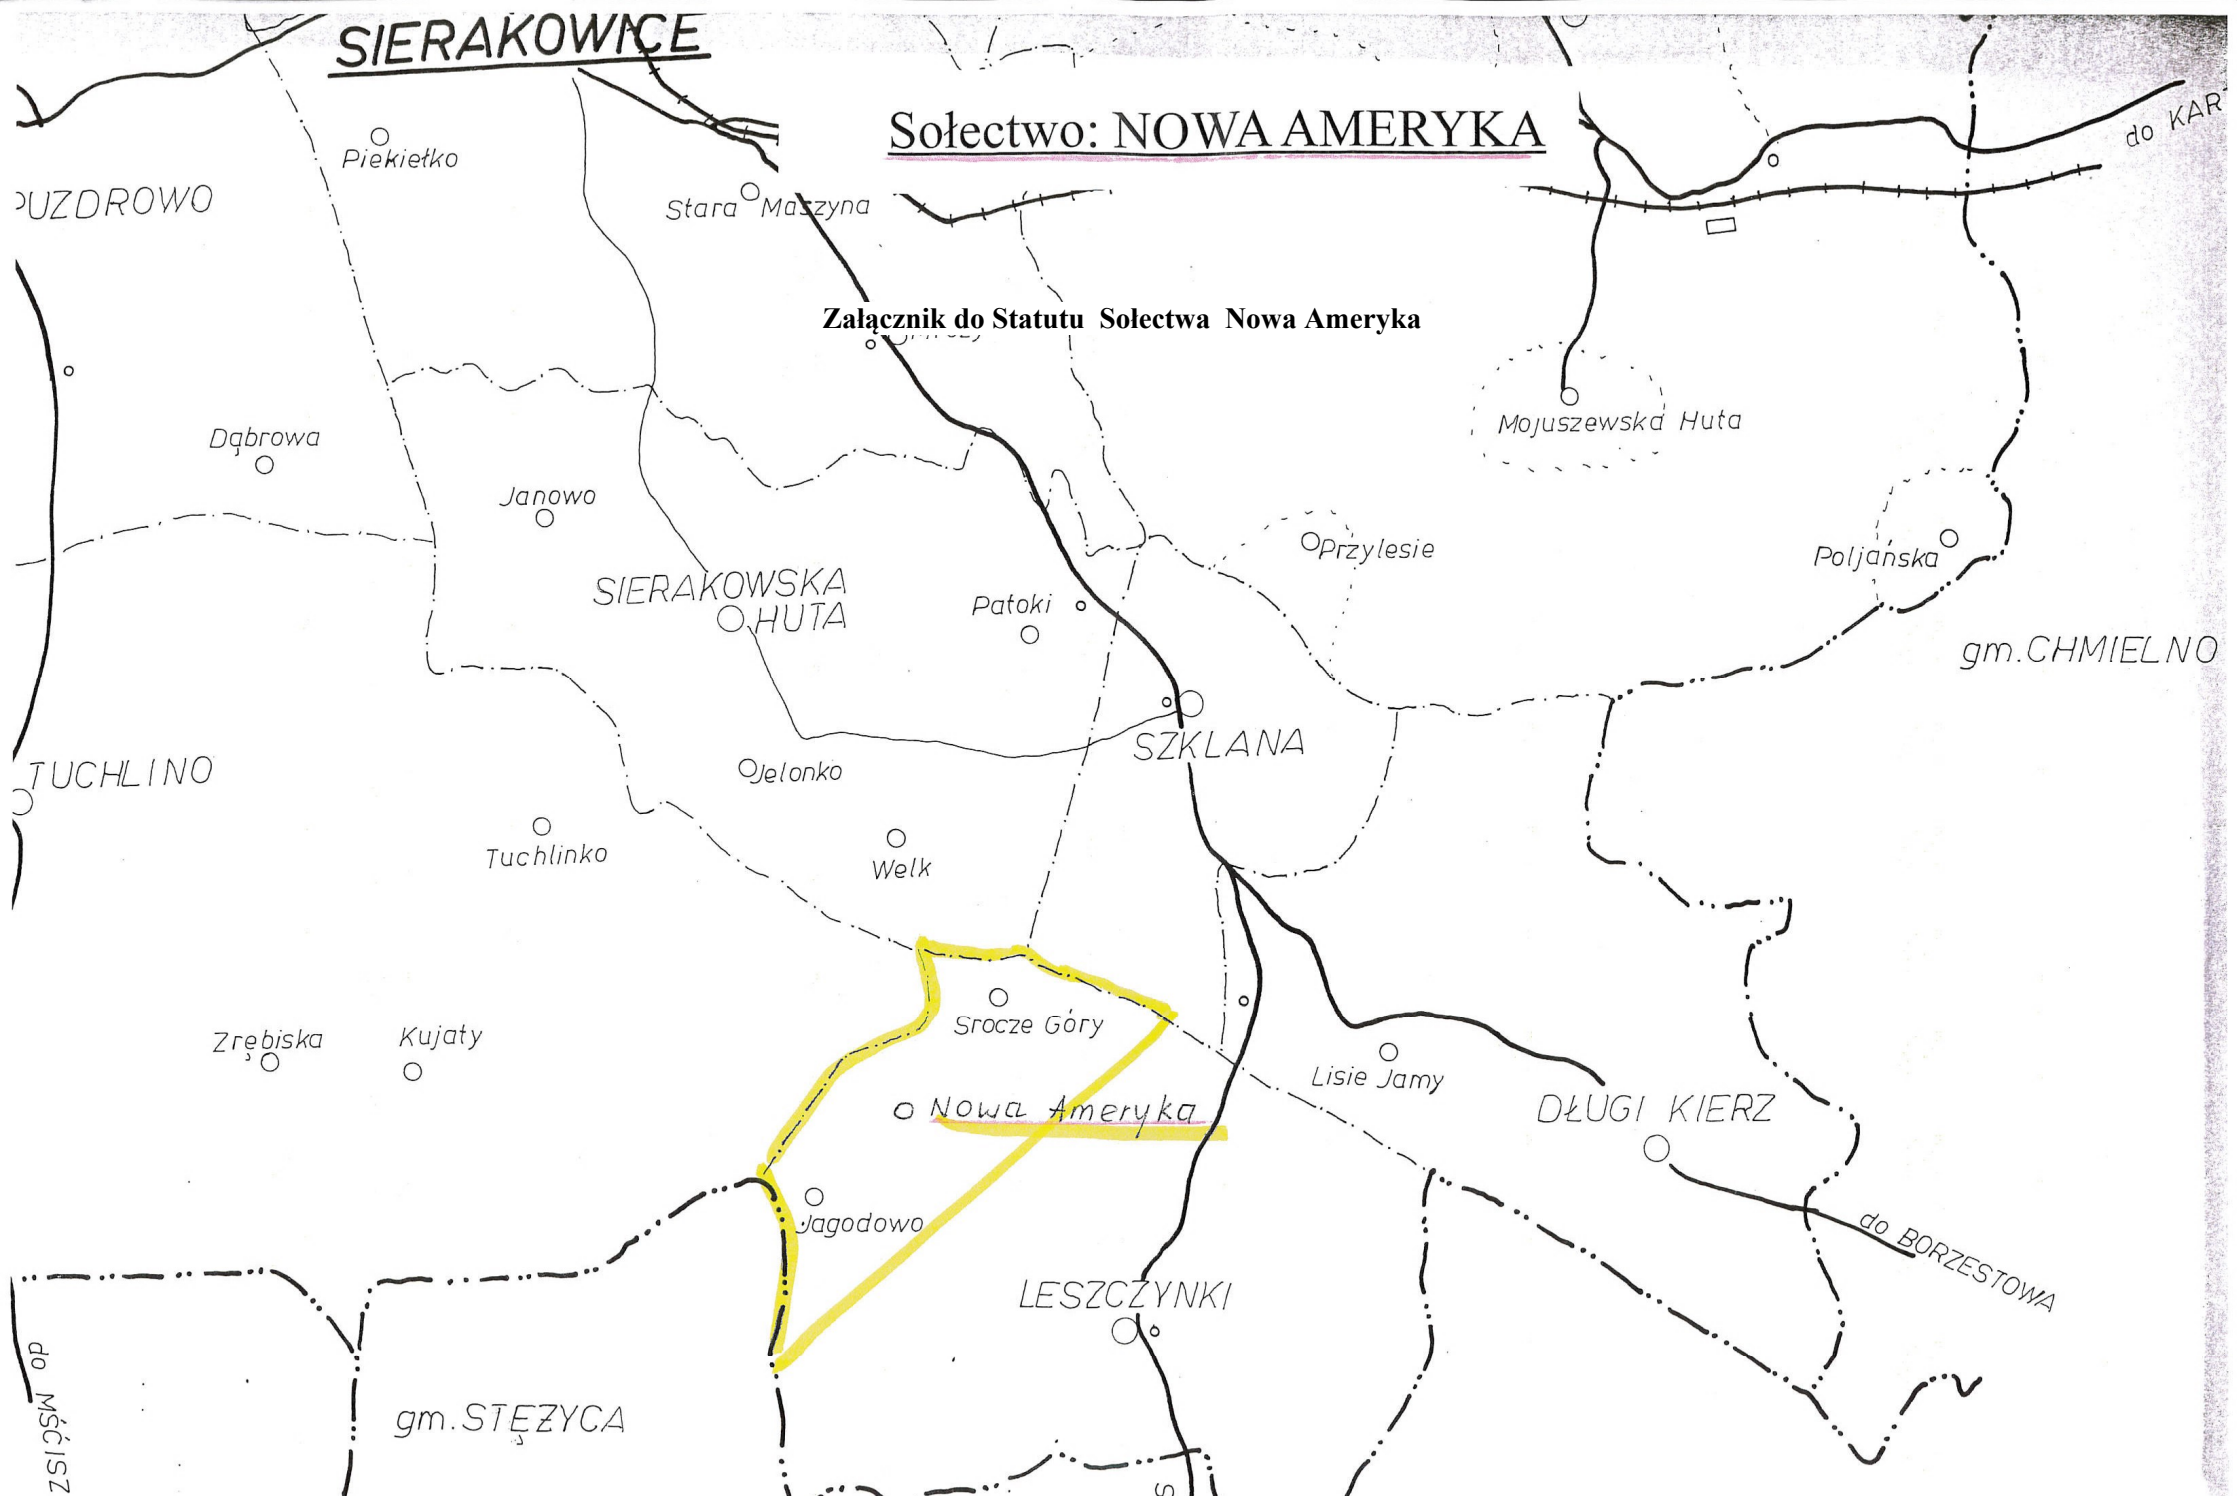 SIERAKOWICE
Sołectwo: NOWA AMERYKA
do KAR
Piekiełko
PUZDROWO
Stara Maszyna
Załącznik do Statutu Sołectwa Nowa Ameryka
Mojuszewska Huta
Dąbrowa
Janowo
Przylesie
Poljańska
SIERAKOWSKA
HUTA
Patoki
gm. CHMIELNO
SZKLANA
TUCHLINO
Jelonko
Tuchlinko
Welk
Srocze Góry
Zrębiska
Kujaty
Lisie Jamy
Nowa Ameryka
DŁUGI KIERZ
Jagodowo
do BORZESTOWA
LESZCZYNKI
do MŚCISZ
gm. STĘŻYCA
S